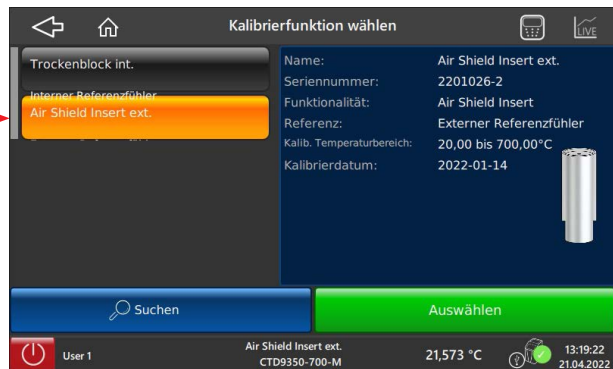 Kalibrierfunktion wählen
LIVE
Trockenblock int.
Interner Referenzfühler
Air Shield Insert ext.
Name: Air Shield Insert ext.
Seriennummer: 2201026-2
Funktionalität: Air Shield Insert
Referenz: Externer Referenzfühler
Kalib. Temperaturbereich: 20,00 bis 700,00°C
Kalibrierdatum: 2022-01-14
Suchen
Auswählen
User 1
Air Shield Insert ext.
CTD9350-700-M
21,573 °C
13:19:22
21.04.2022